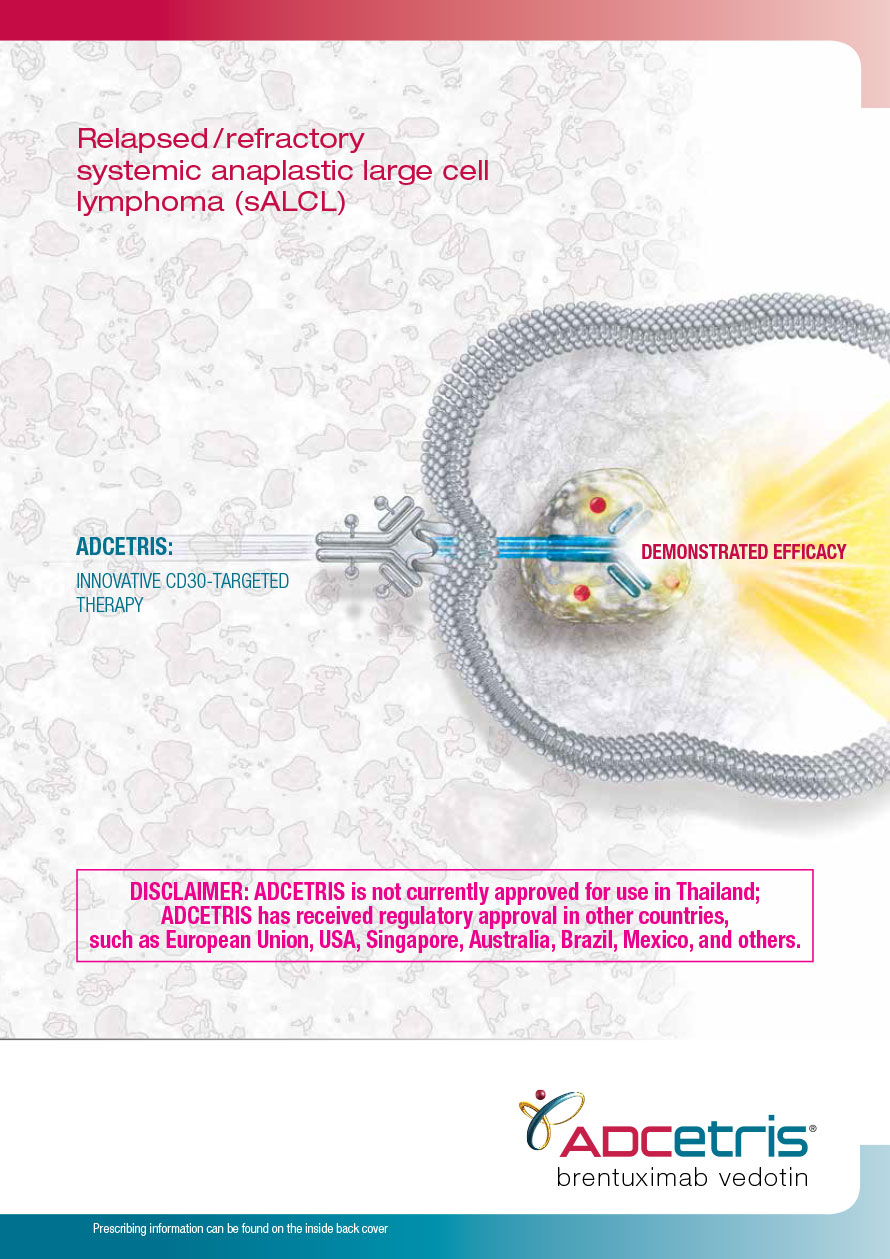 Relapsed/refractory
systemic anaplastic large cell
lymphoma (sALCL)
ADCETRIS:
INNOVATIVE CD30-TARGETED
THERAPY
DEMONSTRATED EFFICACY
DISCLAIMER: ADCETRIS is not currently approved for use in Thailand;
ADCETRIS has received regulatory approval in other countries,
such as European Union, USA, Singapore, Australia, Brazil, Mexico, and others.
ADCetris®
brentuximab vedotin
Prescribing information can be found on the inside back cover